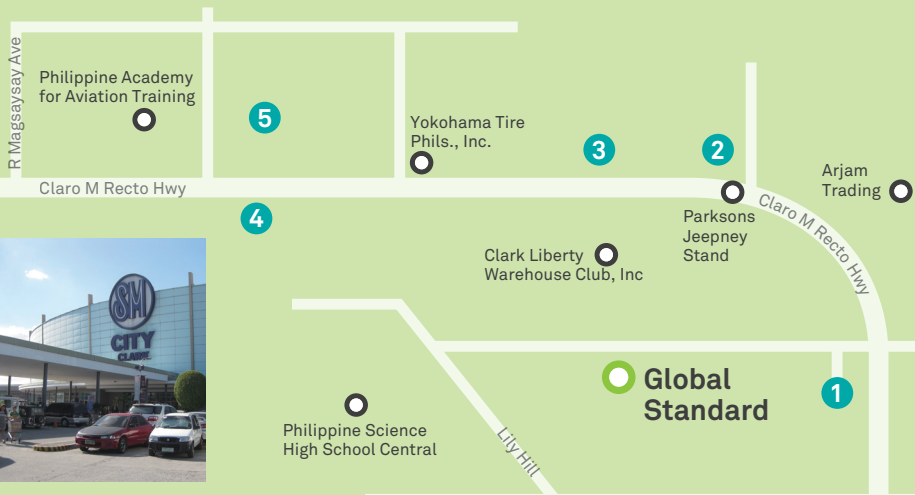 R Magsaysay Ave
Philippine Academy
for Aviation Training
5
Yokohama Tire
Phils., Inc.
3
2
Arjam
Trading
Claro M Recto Hwy
4
Parksons
Jeepney
Stand
Claro M Recto Hwy
Clark Liberty
Warehouse Club, Inc
SM
CITY
CLARK
Global
Standard
1
Philippine Science
High School Central
Lily Hill